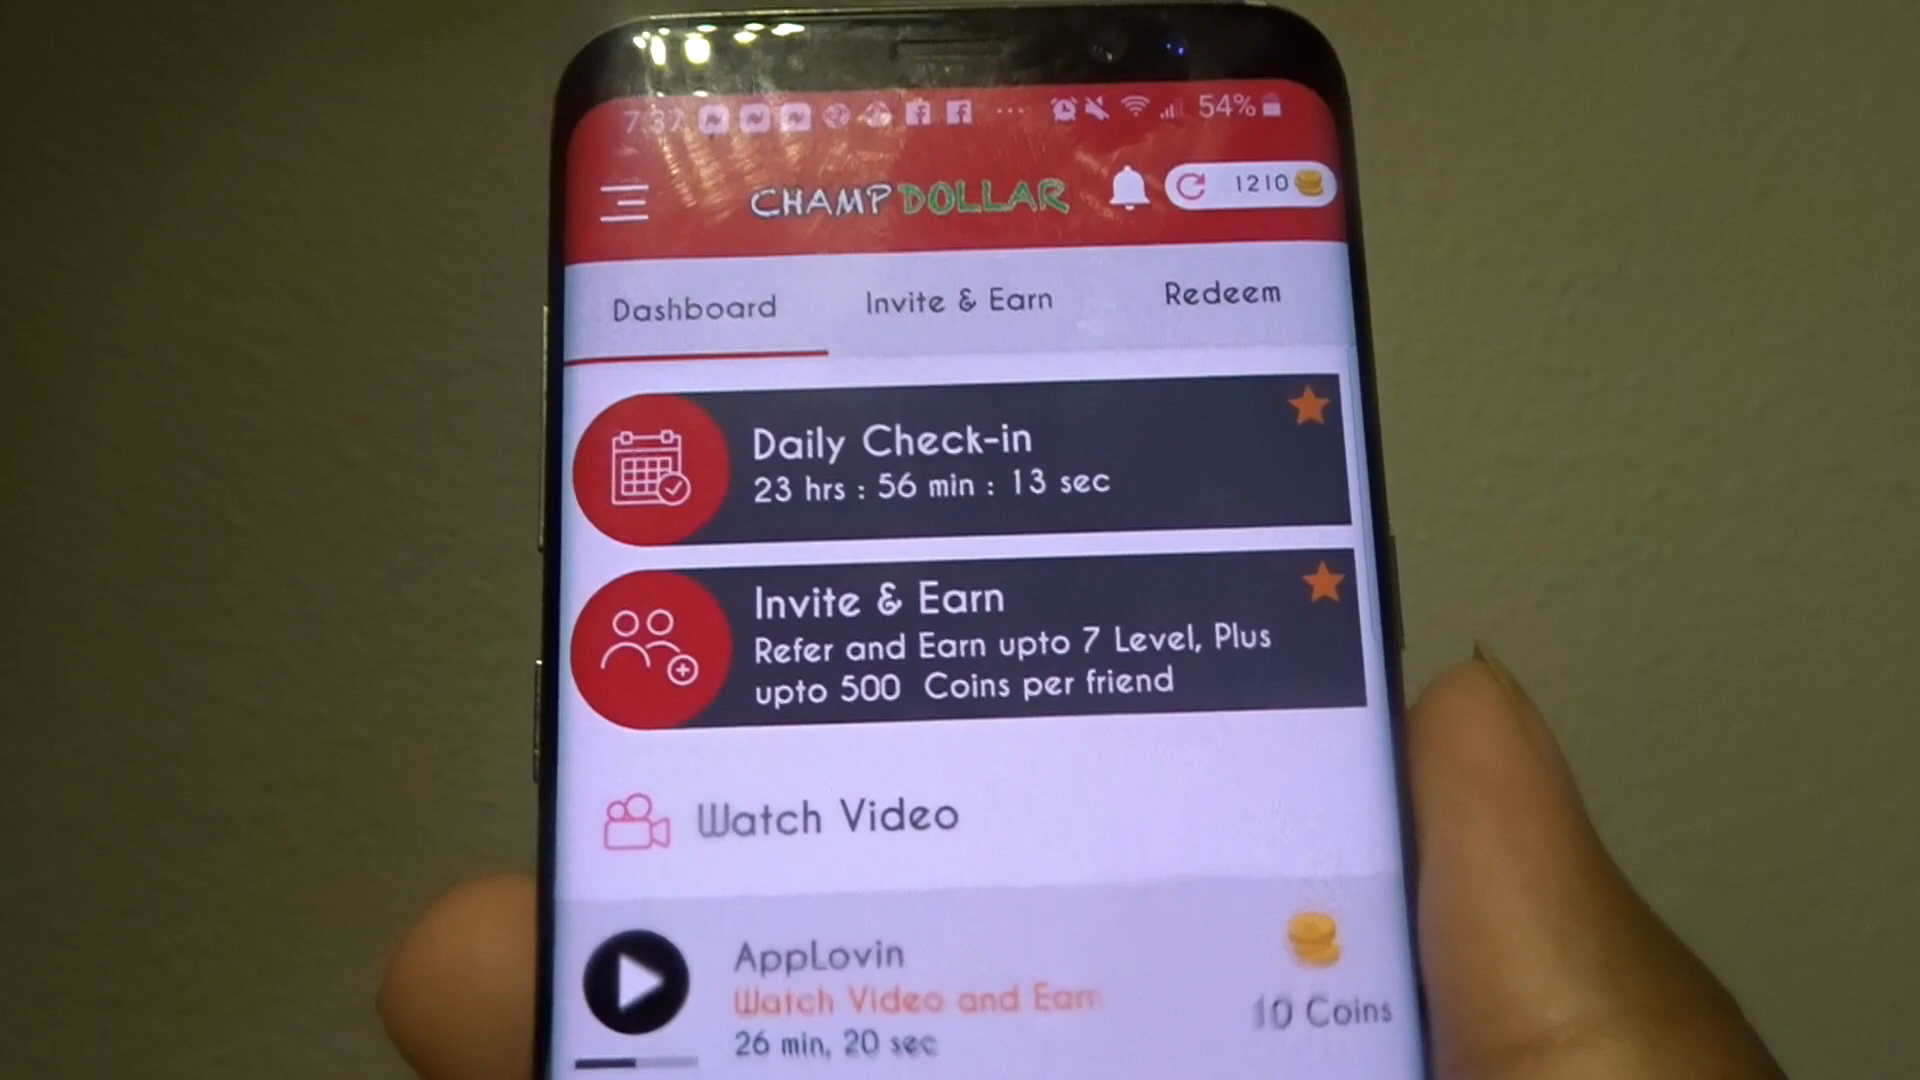 7:37 54%
CHAMP DOLLAR 1210
Dashboard Invite & Earn Redeem
Daily Check-in
23 hrs : 56 min : 13 sec
Invite & Earn
Refer and Earn upto 7 Level, Plus
upto 500 Coins per friend
Watch Video
AppLovin
Watch Video and Earn
10 Coins
26 min, 20 sec